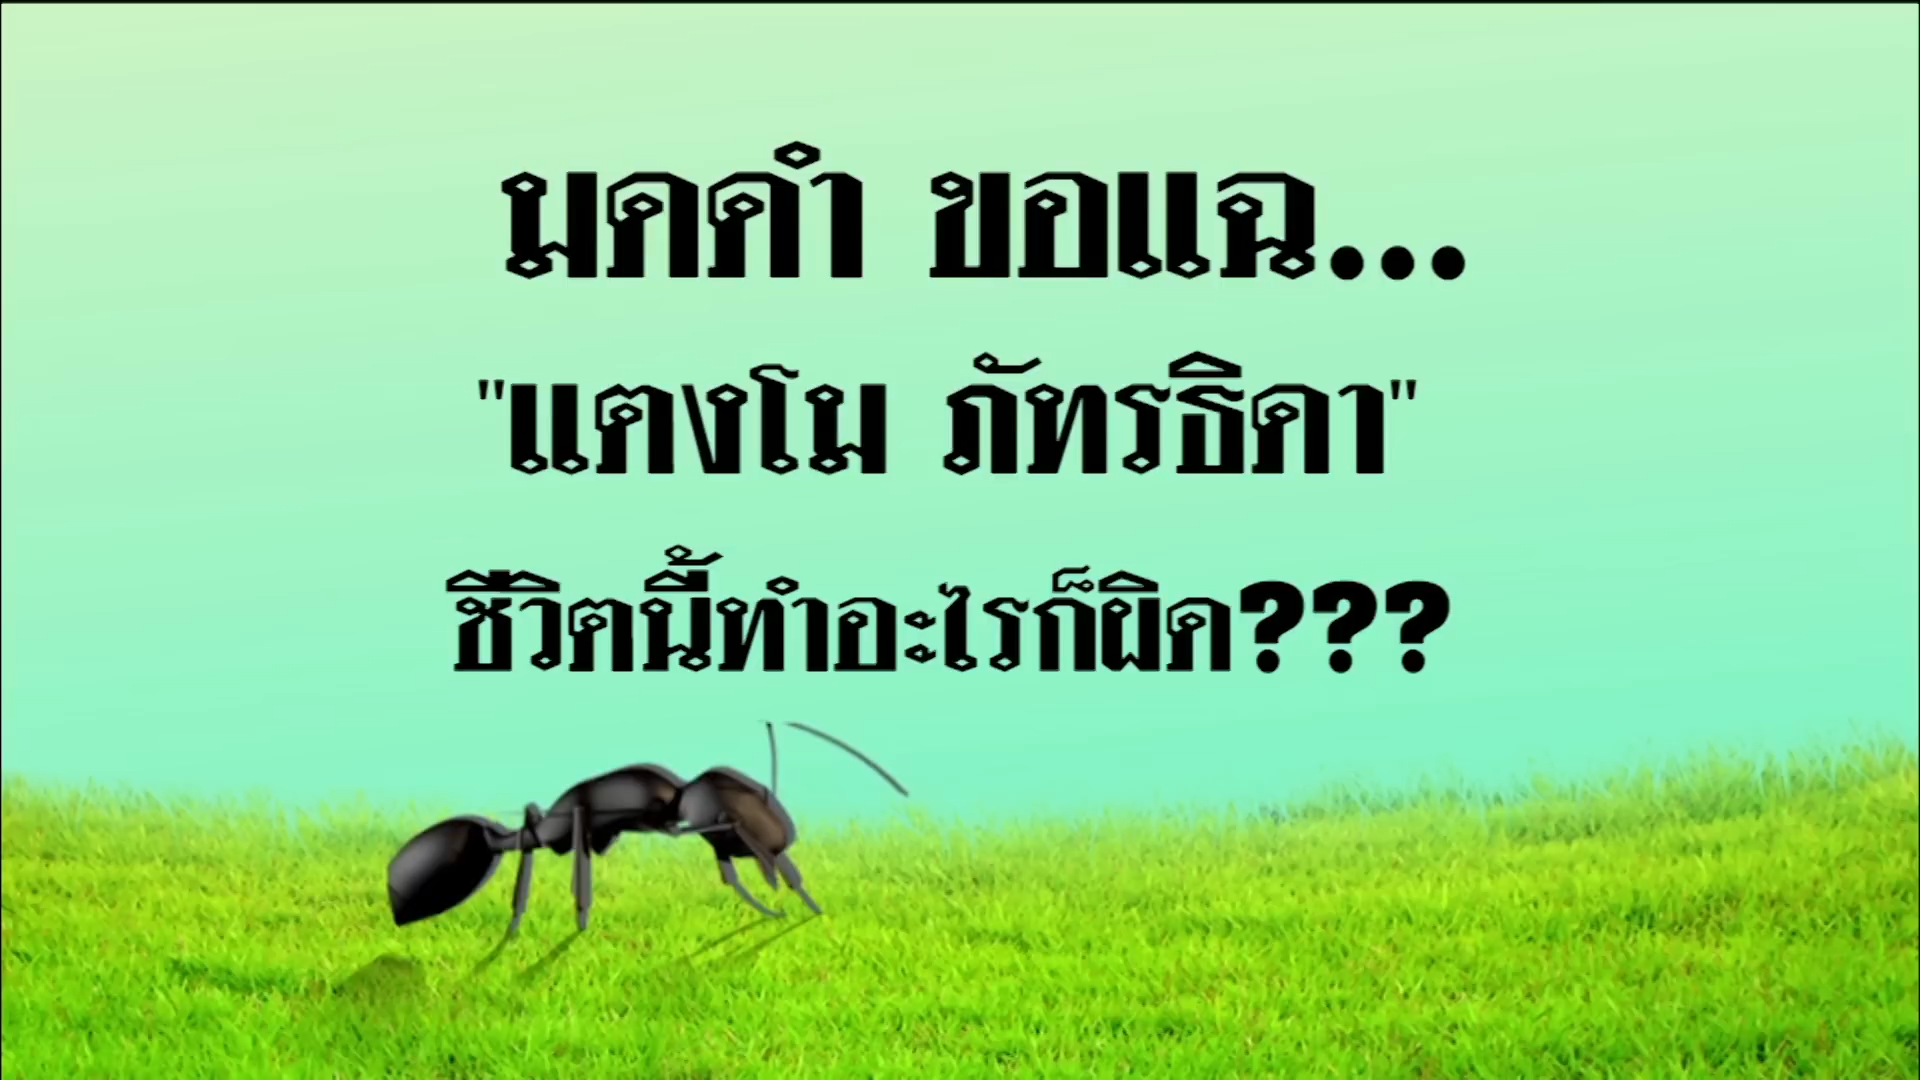 มดดำ ขอแฉ...
"แตงโม ภัทรธิดา"
ชีวิตนี้ทำอะไรก็ผิด???